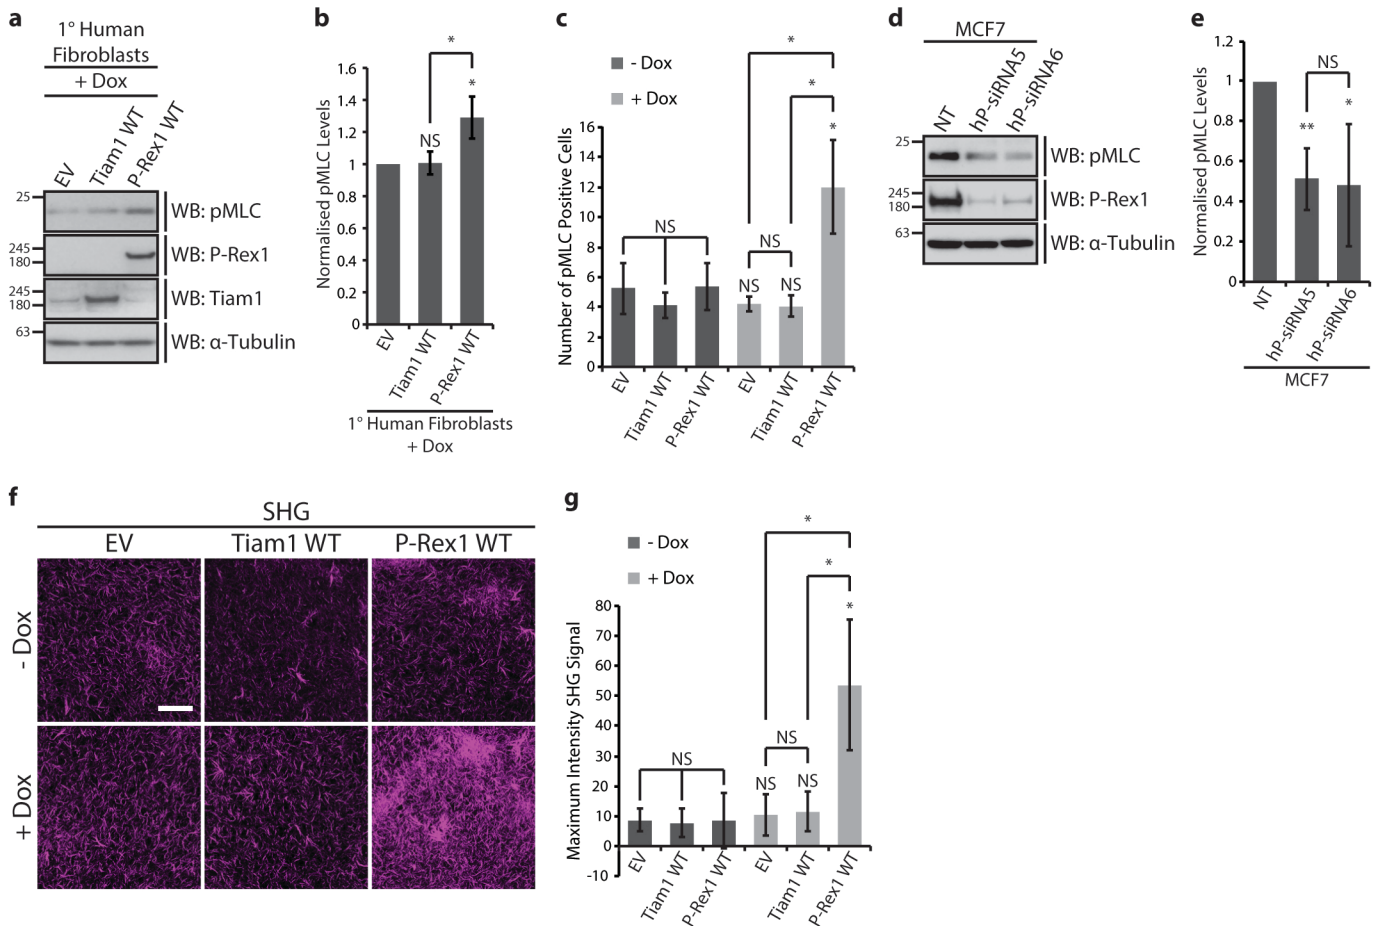 a
1° Human
Fibroblasts
+ Dox
EV
Tiam1 WT
P-Rex1 WT
25
WB: pMLC
245
180
WB: P-Rex1
245
180
WB: Tiam1
63
WB: α-Tubulin
b
*
*
NS
Normalised pMLC Levels
1.6
1.4
1.2
1
0.8
0.6
0.4
0.2
0
EV
Tiam1 WT
P-Rex1 WT
1° Human Fibroblasts
+ Dox
c
- Dox
+ Dox
*
*
*
NS
NS
NS
NS
Number of pMLC Positive Cells
16
14
12
10
8
6
4
2
0
EV
Tiam1 WT
P-Rex1 WT
EV
Tiam1 WT
P-Rex1 WT
d
MCF7
NT
hP-siRNA5
hP-siRNA6
25
WB: pMLC
245
180
WB: P-Rex1
63
WB: α-Tubulin
e
NS
**
*
Normalised pMLC Levels
1.2
1
0.8
0.6
0.4
0.2
0
NT
hP-siRNA5
hP-siRNA6
MCF7
f
SHG
EV
Tiam1 WT
P-Rex1 WT
- Dox
+ Dox
g
- Dox
+ Dox
*
*
*
NS
NS
NS
NS
Maximum Intensity SHG Signal
80
70
60
50
40
30
20
10
0
-10
EV
Tiam1 WT
P-Rex1 WT
EV
Tiam1 WT
P-Rex1 WT